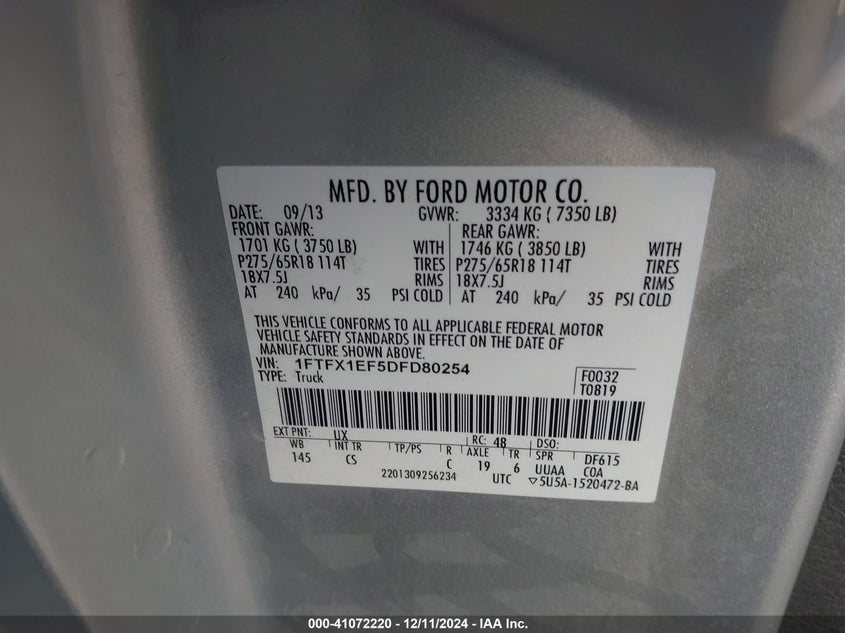 MFD. BY FORD MOTOR CO.
DATE: 09/13 GVWR: 3334 KG ( 7350 LB)
FRONT GAWR: REAR GAWR:
1701 KG ( 3750 LB) WITH 1746 KG ( 3850 LB) WITH
P275/65R18 114T TIRES P275/65R18 114T TIRES
18X7.5J RIMS 18X7.5J RIMS
AT 240 kPa/ 35 PSI COLD AT 240 kPa/ 35 PSI COLD
THIS VEHICLE CONFORMS TO ALL APPLICABLE FEDERAL MOTOR
VEHICLE SAFETY STANDARDS IN EFFECT ON THE DATE OF
MANUFACTURE SHOWN ABOVE.
VIN: 1FTFX1EF5DFD80254 F0032
TYPE: Truck T0819
EXT PNT: UX RC: 48 DSO:
WB INT TR TP/PS R AXLE TR SPR DF615
145 CS C 19 6 UUAA COA
2201309256234 UTC ▽5U5A-1520472-BA
000-41072220 - 12/11/2024 - IAA Inc.